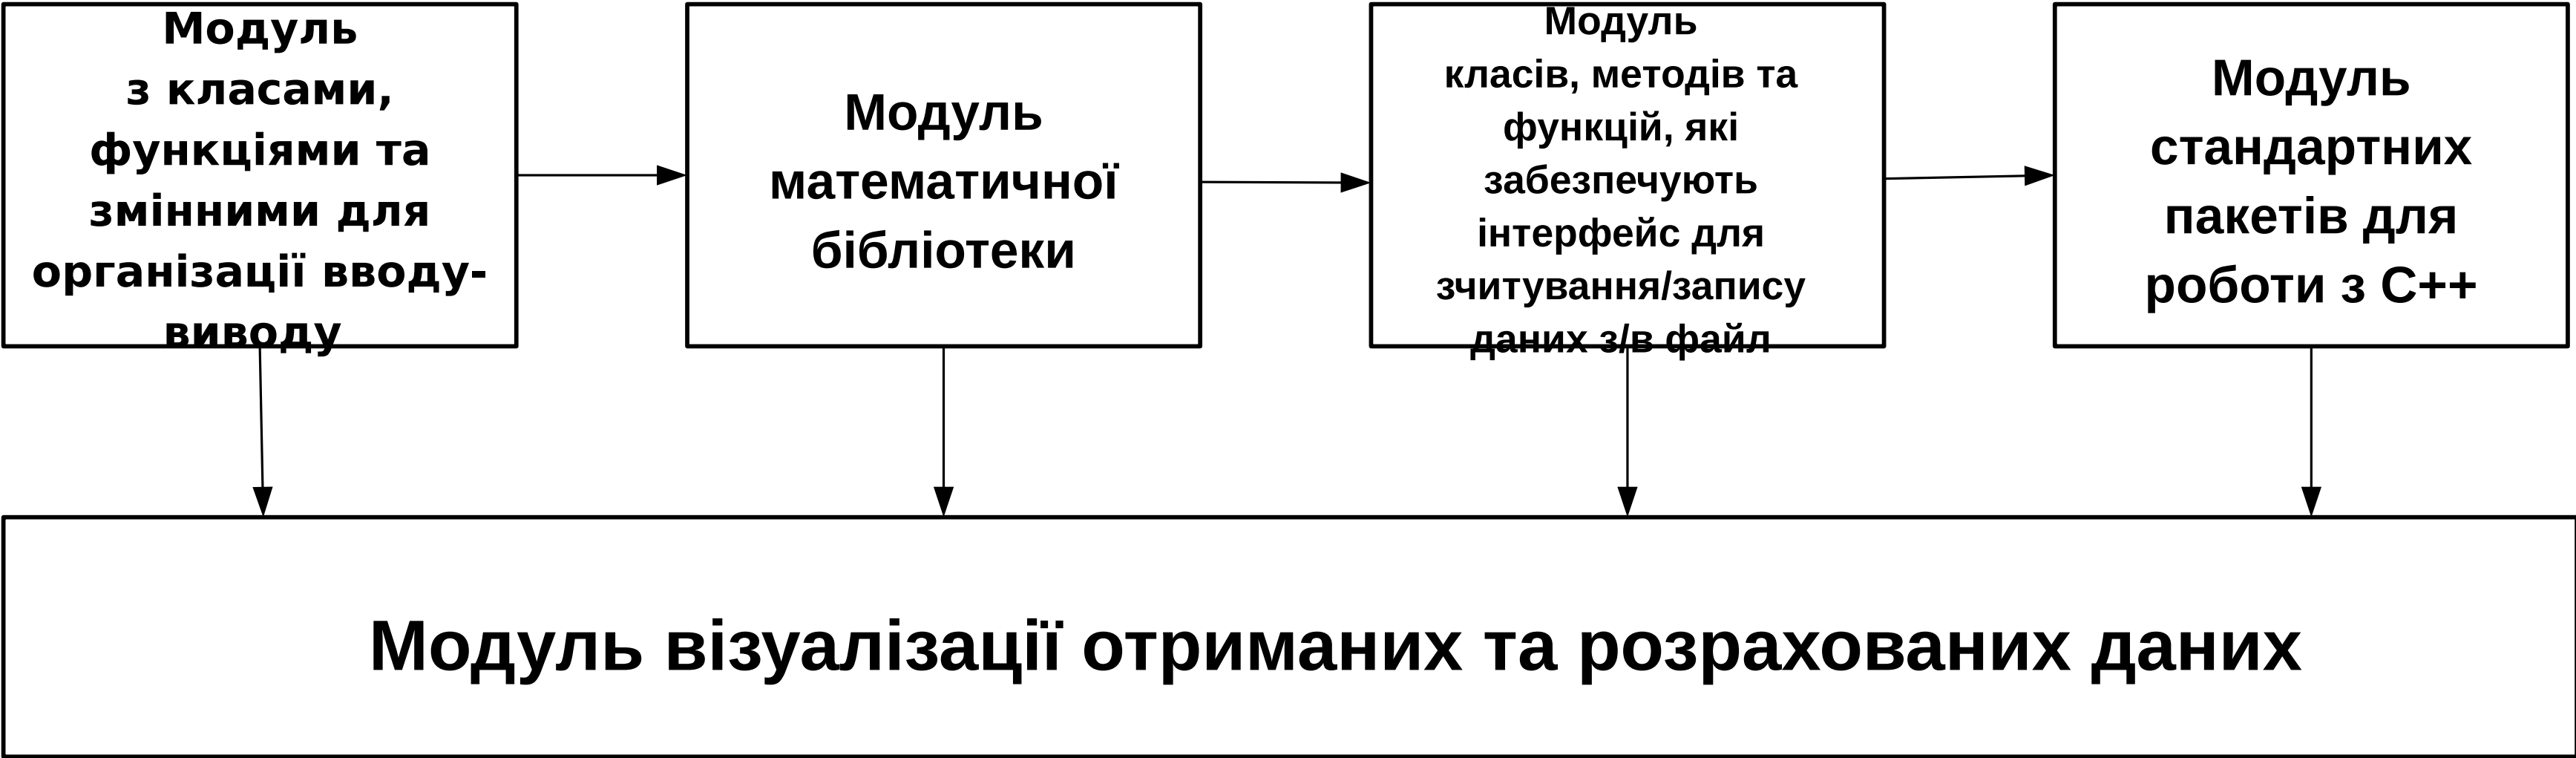 Модуль
з класами,
функціями та
змінними для
організації вводу-
виводу
Модуль
математичної
бібліотеки
Модуль
класів, методів та
функцій, які
забезпечують
інтерфейс для
зчитування/запису
даних з/в файл
Модуль
стандартних
пакетів для
роботи з C++
Модуль візуалізації отриманих та розрахованих даних